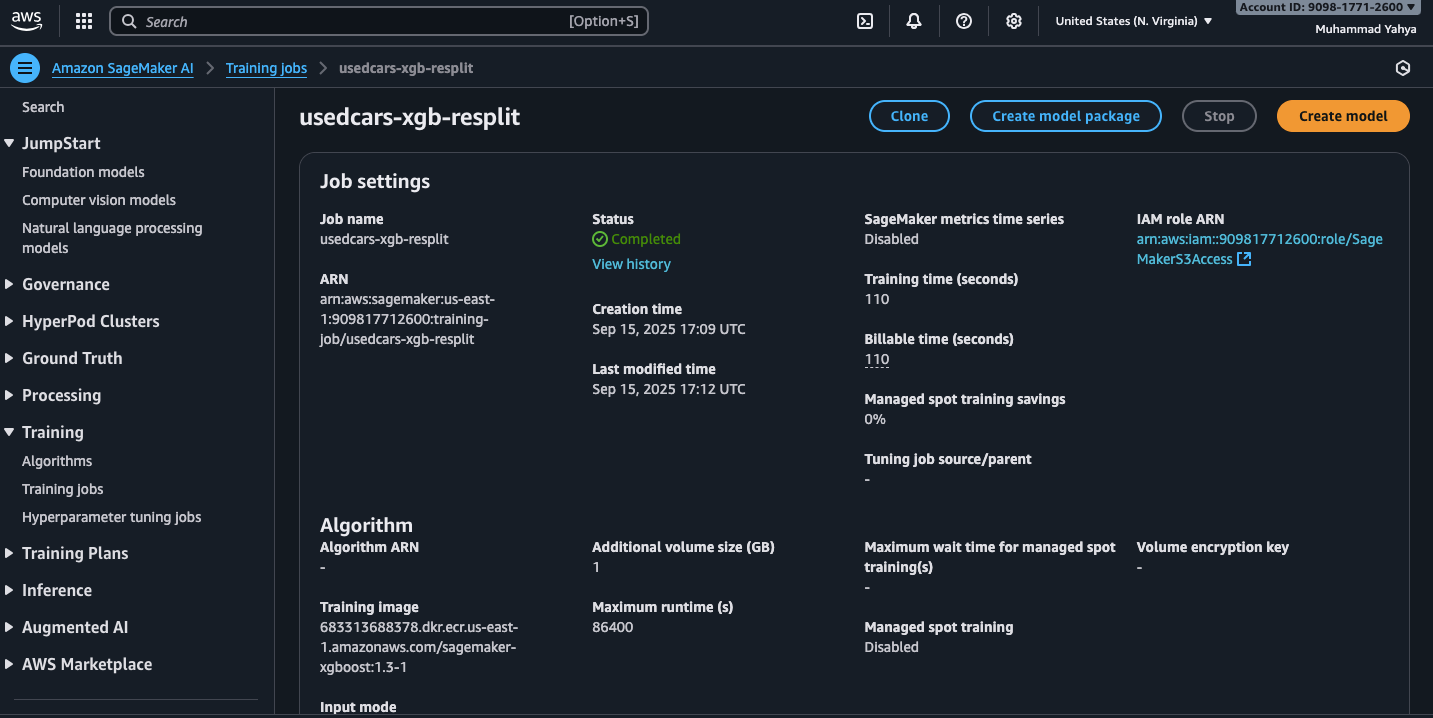 aws
Search [Option+S]
United States (N. Virginia)
Account ID: 9098-1771-2600
Muhammad Yahya
Amazon SageMaker AI
Training jobs
usedcars-xgb-resplit
Search
JumpStart
Foundation models
Computer vision models
Natural language processing
models
Governance
HyperPod Clusters
Ground Truth
Processing
Training
Algorithms
Training jobs
Hyperparameter tuning jobs
Training Plans
Inference
Augmented AI
AWS Marketplace
usedcars-xgb-resplit
Clone
Create model package
Stop
Create model
Job settings
Job name
usedcars-xgb-resplit
ARN
arn:aws:sagemaker:us-east-
1:909817712600:training-
job/usedcars-xgb-resplit
Status
Completed
View history
Creation time
Sep 15, 2025 17:09 UTC
Last modified time
Sep 15, 2025 17:12 UTC
SageMaker metrics time series
Disabled
Training time (seconds)
110
Billable time (seconds)
110
Managed spot training savings
0%
Tuning job source/parent
-
IAM role ARN
arn:aws:iam::909817712600:role/Sage
MakerS3Access
Algorithm
Algorithm ARN
-
Training image
683313688378.dkr.ecr.us-east-
1.amazonaws.com/sagemaker-
xgboost:1.3-1
Input mode
Additional volume size (GB)
1
Maximum runtime (s)
86400
Maximum wait time for managed spot
training(s)
-
Managed spot training
Disabled
Volume encryption key
-